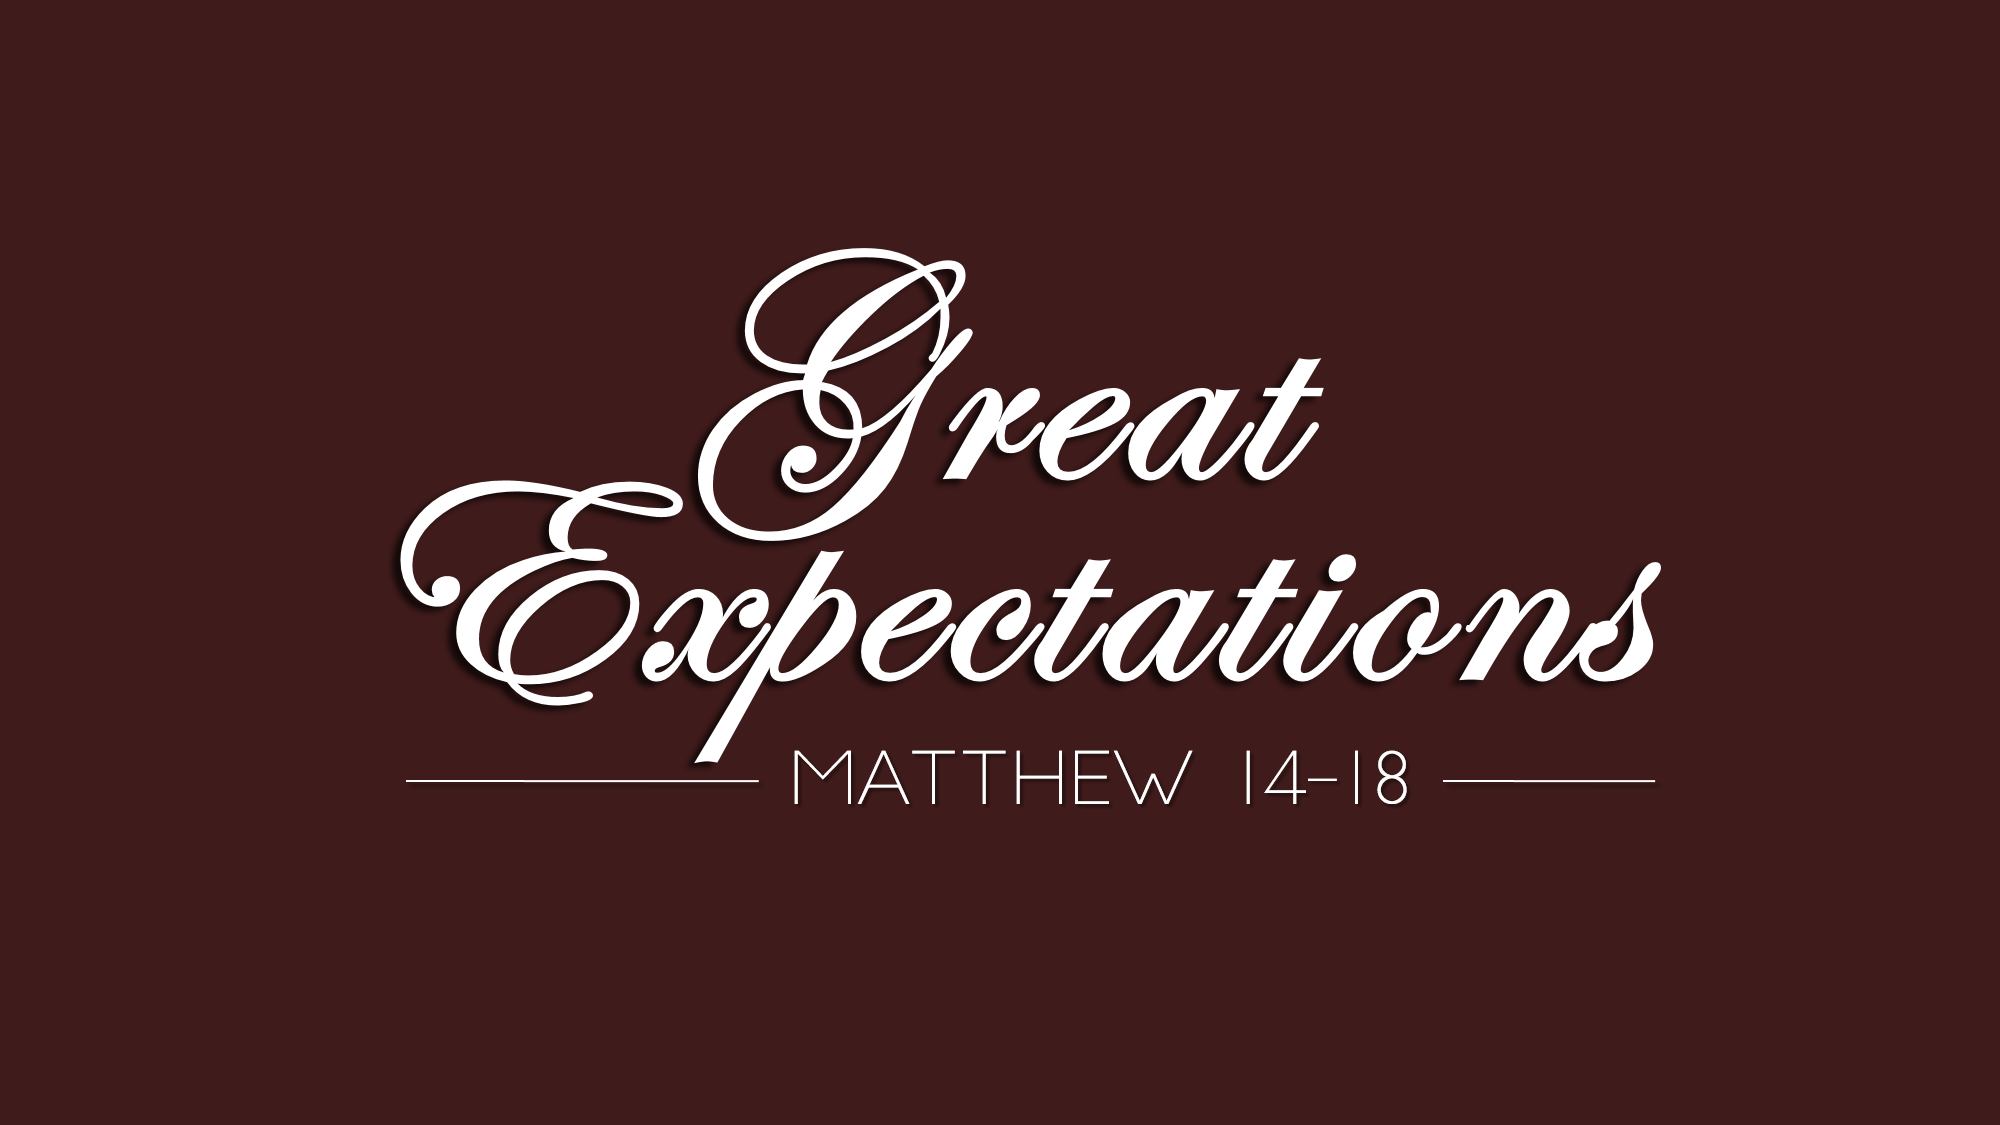 Great
Expectations
MATTHEW 14-18